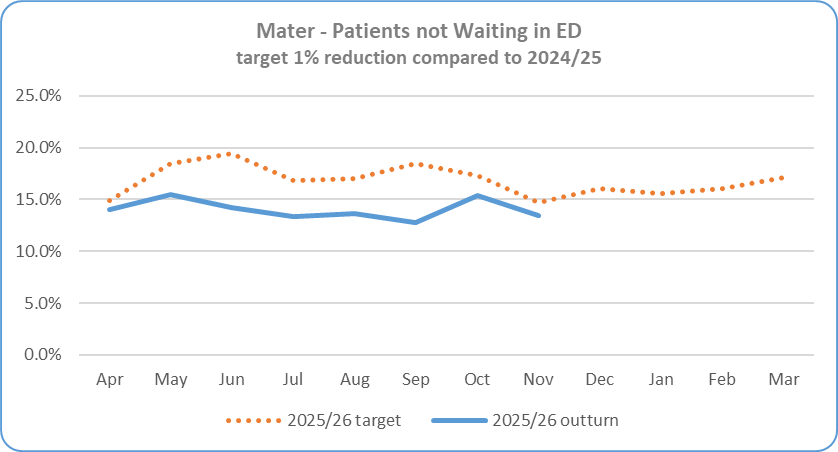 Mater - Patients not Waiting in ED
target 1% reduction compared to 2024/25
25.0%
20.0%
15.0%
10.0%
5.0%
0.0%
Apr May Jun Jul Aug Sep Oct Nov Dec Jan Feb Mar
2025/26 target 2025/26 outturn